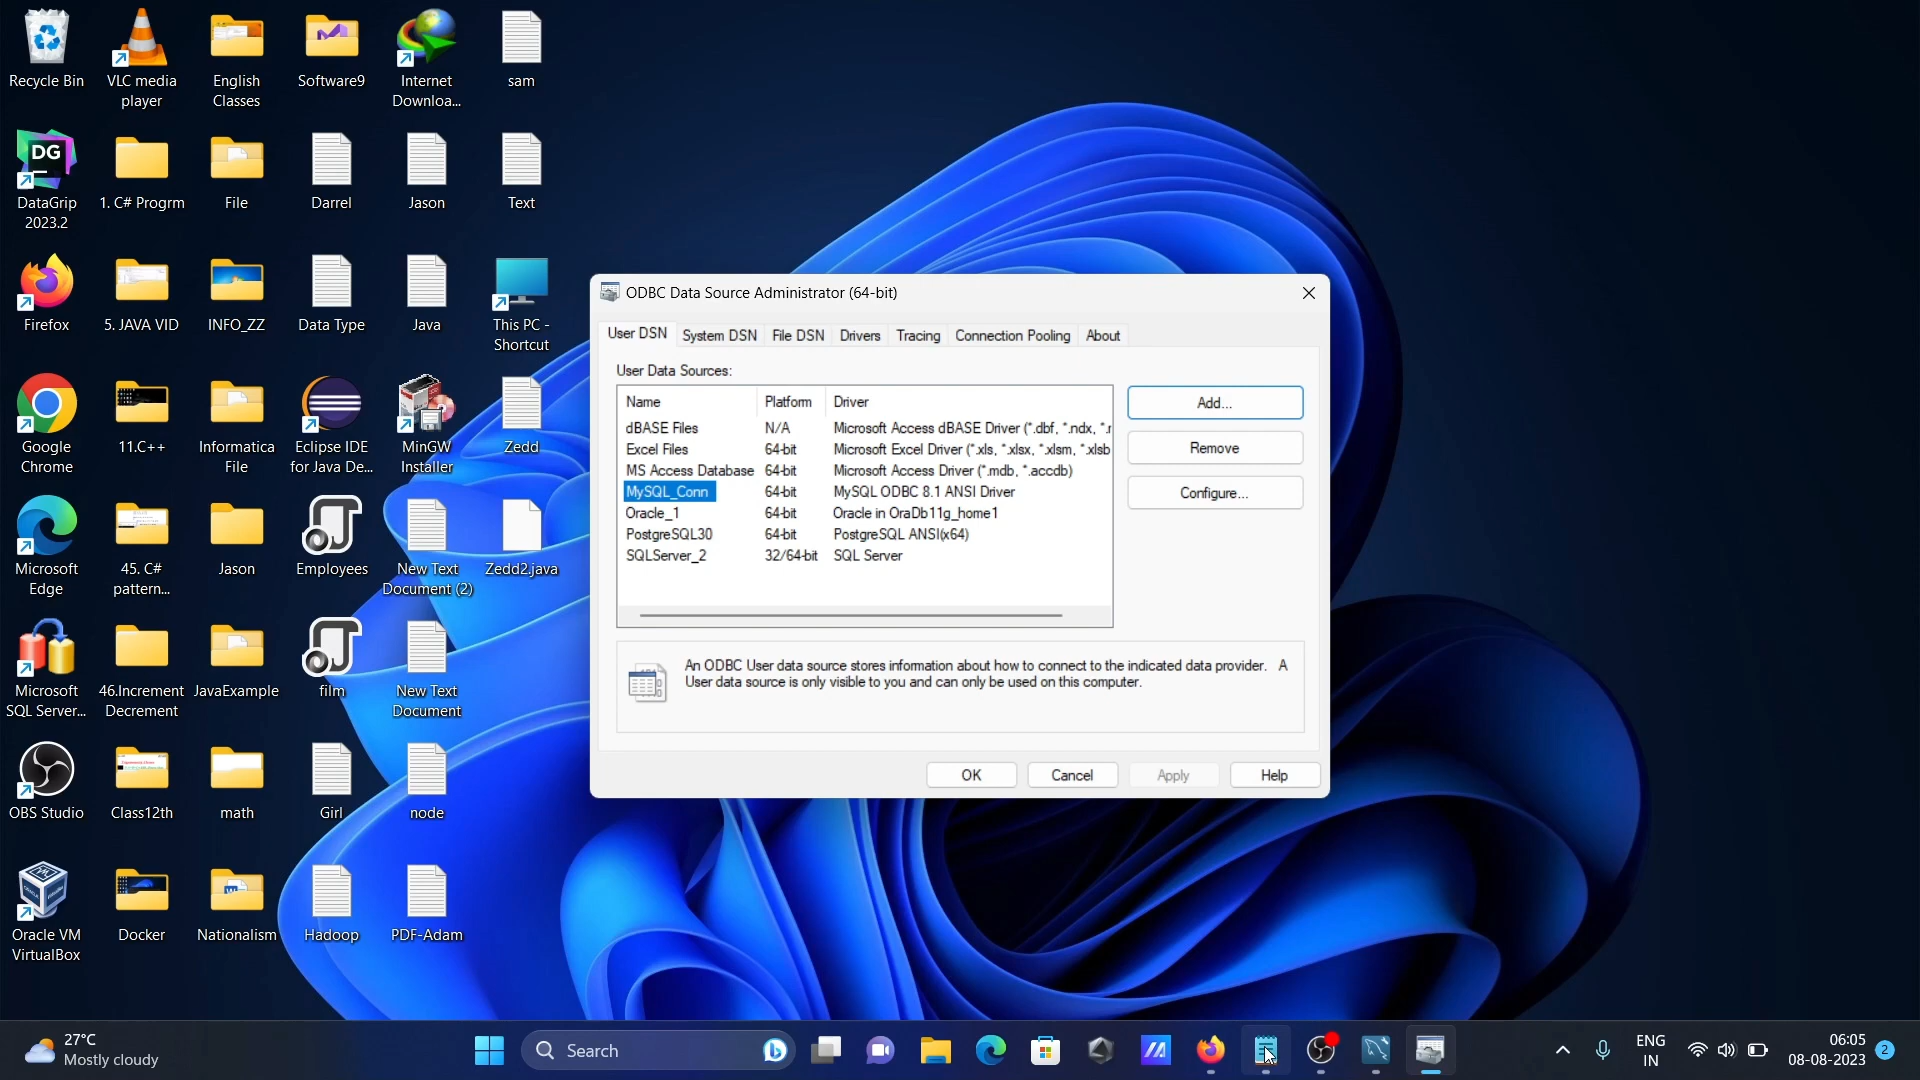 Recycle Bin
VLC media
player
English
Classes
Software9
Internet
Downloa...
sam
DG
DataGrip
2023.2
1. C# Progrm
File
Darrel
Jason
Text
Firefox
5. JAVA VID
INFO_ZZ
Data Type
Java
This PC -
Shortcut
Google
Chrome
11.C++
Informatica
File
Eclipse IDE
for Java De...
MinGW
Installer
Zedd
Microsoft
Edge
45. C#
pattern...
Jason
Employees
New Text
Document (2)
Zedd2.java
Microsoft
SQL Server...
46.Increment
Decrement
JavaExample
film
New Text
Document
OBS Studio
Class12th
math
Girl
node
Oracle VM
VirtualBox
Docker
Nationalism
Hadoop
PDF-Adam
ODBC Data Source Administrator (64-bit)
User DSN System DSN File DSN Drivers Tracing Connection Pooling About
User Data Sources:
Name Platform Driver
dBASE Files N/A Microsoft Access dBASE Driver (*.dbf, *.ndx, *.r
Excel Files 64-bit Microsoft Excel Driver (*.xls, *.xlsx, *.xlsm, *.xlsb
MS Access Database 64-bit Microsoft Access Driver (*.mdb, *.accdb)
MySQL_Conn 64-bit MySQL ODBC 8.1 ANSI Driver
Oracle_1 64-bit Oracle in OraDb11g_home1
PostgreSQL30 64-bit PostgreSQL ANSI(x64)
SQLServer_2 32/64-bit SQL Server
Add...
Remove
Configure...
An ODBC User data source stores information about how to connect to the indicated data provider. A
User data source is only visible to you and can only be used on this computer.
OK Cancel Apply Help
27°C
Mostly cloudy
Search
ENG
IN
06:05
08-08-2023
2